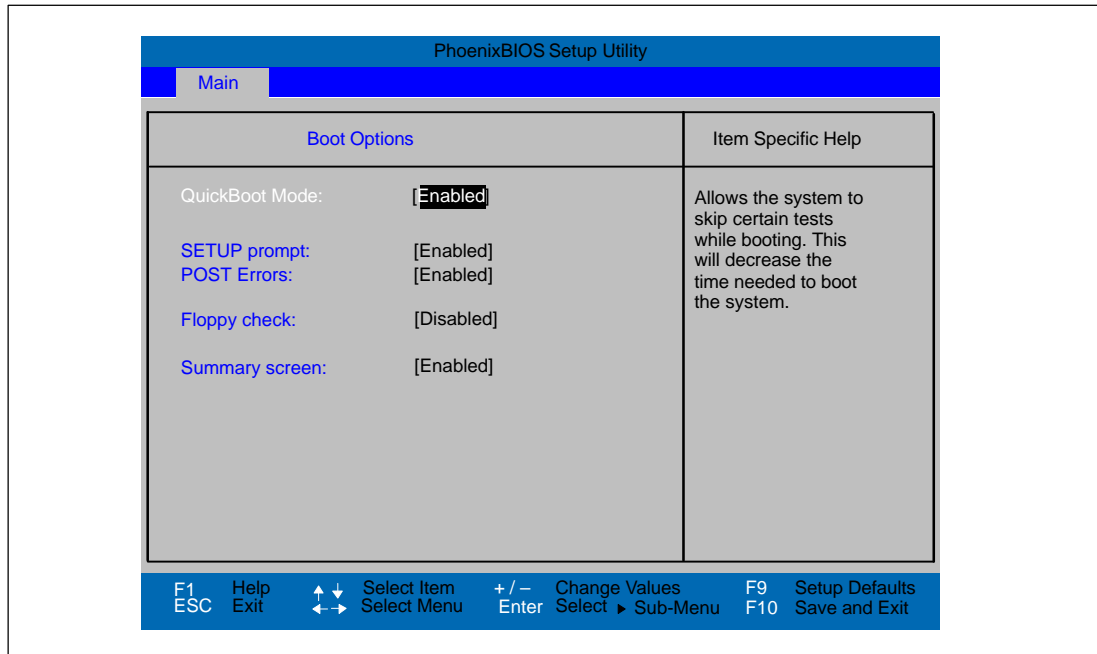 PhoenixBIOS Setup Utility
Main
Boot Options
Item Specific Help
QuickBoot Mode: [Enabled]
SETUP prompt: [Enabled]
POST Errors: [Enabled]
Floppy check: [Disabled]
Summary screen: [Enabled]
Allows the system to
skip certain tests
while booting. This
will decrease the
time needed to boot
the system.
F1 Help Select Item +/– Change Values F9 Setup Defaults
ESC Exit Select Menu Enter Select Sub-Menu F10 Save and Exit